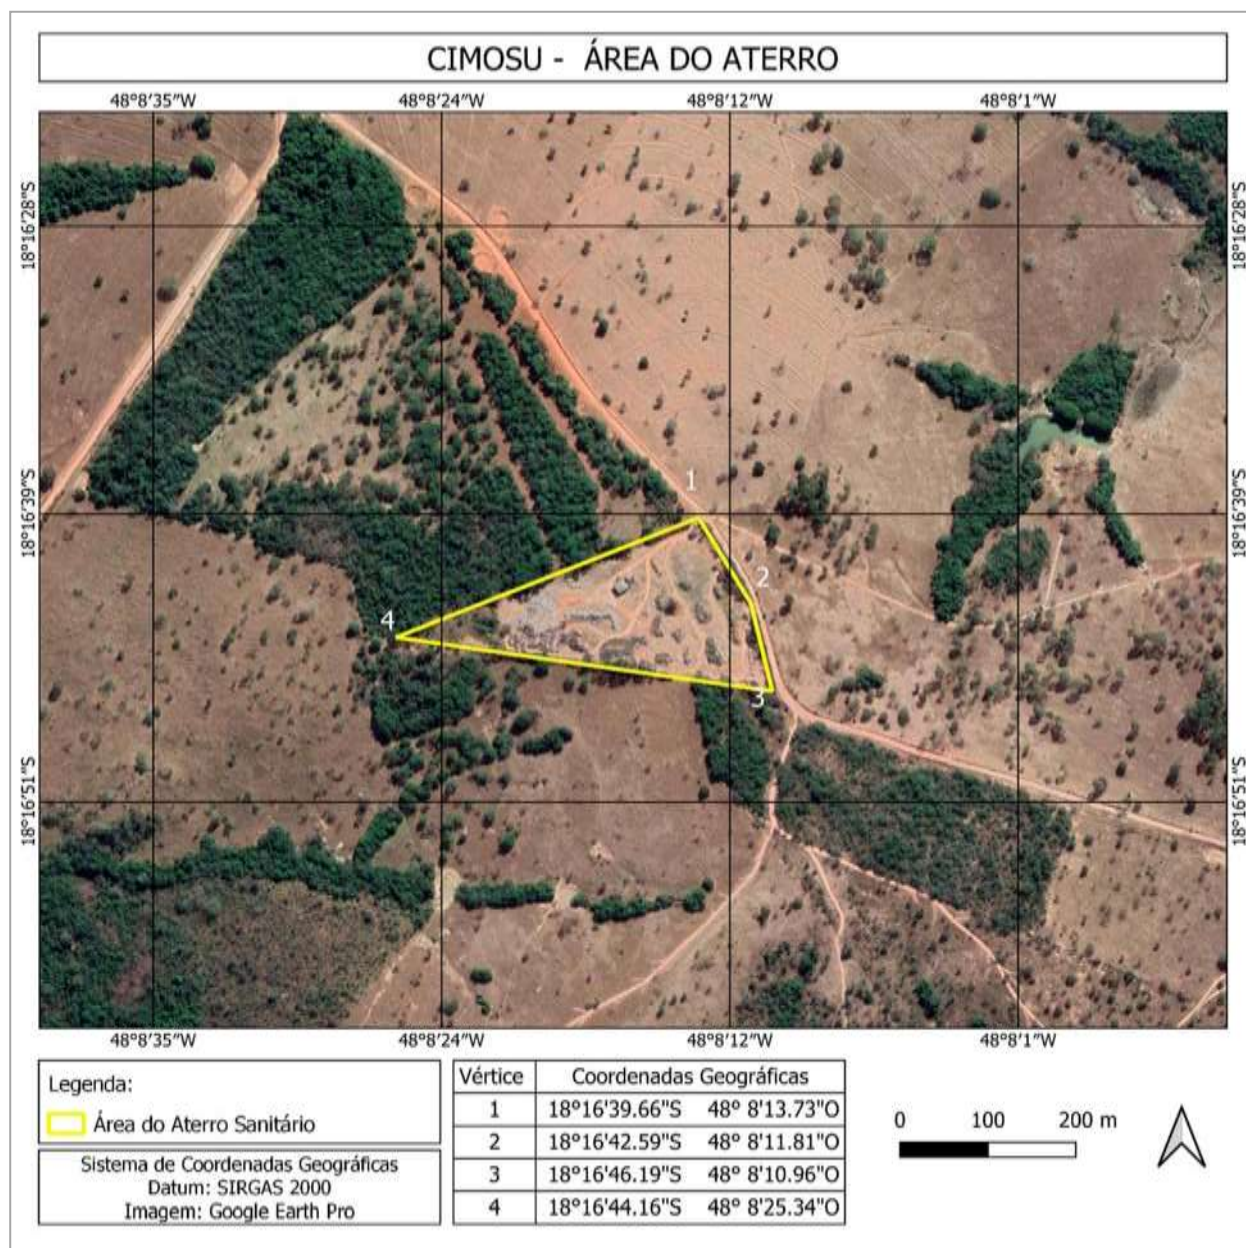 CIMOSU - ÁREA DO ATERRO
48°8'35"W 48°8'24"W 48°8'12"W 48°8'1"W
18°16'28"S 18°16'28"S
18°16'39"S 1 18°16'39"S
2
4
3
18°16'51"S 18°16'51"S
48°8'35"W 48°8'24"W 48°8'12"W 48°8'1"W
Legenda:
Área do Aterro Sanitário
Sistema de Coordenadas Geográficas
Datum: SIRGAS 2000
Imagem: Google Earth Pro
Vértice Coordenadas Geográficas
1 18°16'39.66"S 48° 8'13.73"O
2 18°16'42.59"S 48° 8'11.81"O
3 18°16'46.19"S 48° 8'10.96"O
4 18°16'44.16"S 48° 8'25.34"O
0 100 200 m